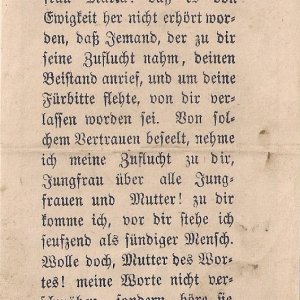 Ewigkeit her nicht erhört wor-
den, daß Jemand, der zu dir
seine Zuflucht nahm, deinen
Beistand anrief, und um deine
Fürbitte flehte, von dir ver-
lassen worden sei. Von sol-
chem Vertrauen beseelt, nehme
ich meine Zuflucht zu dir,
Jungfrau über alle Jung-
frauen und Mutter! zu dir
komme ich, vor dir stehe ich
seufzend als sündiger Mensch.
Wolle doch, Mutter des Wor-
tes! meine Worte nicht ver-
sondern höre sie